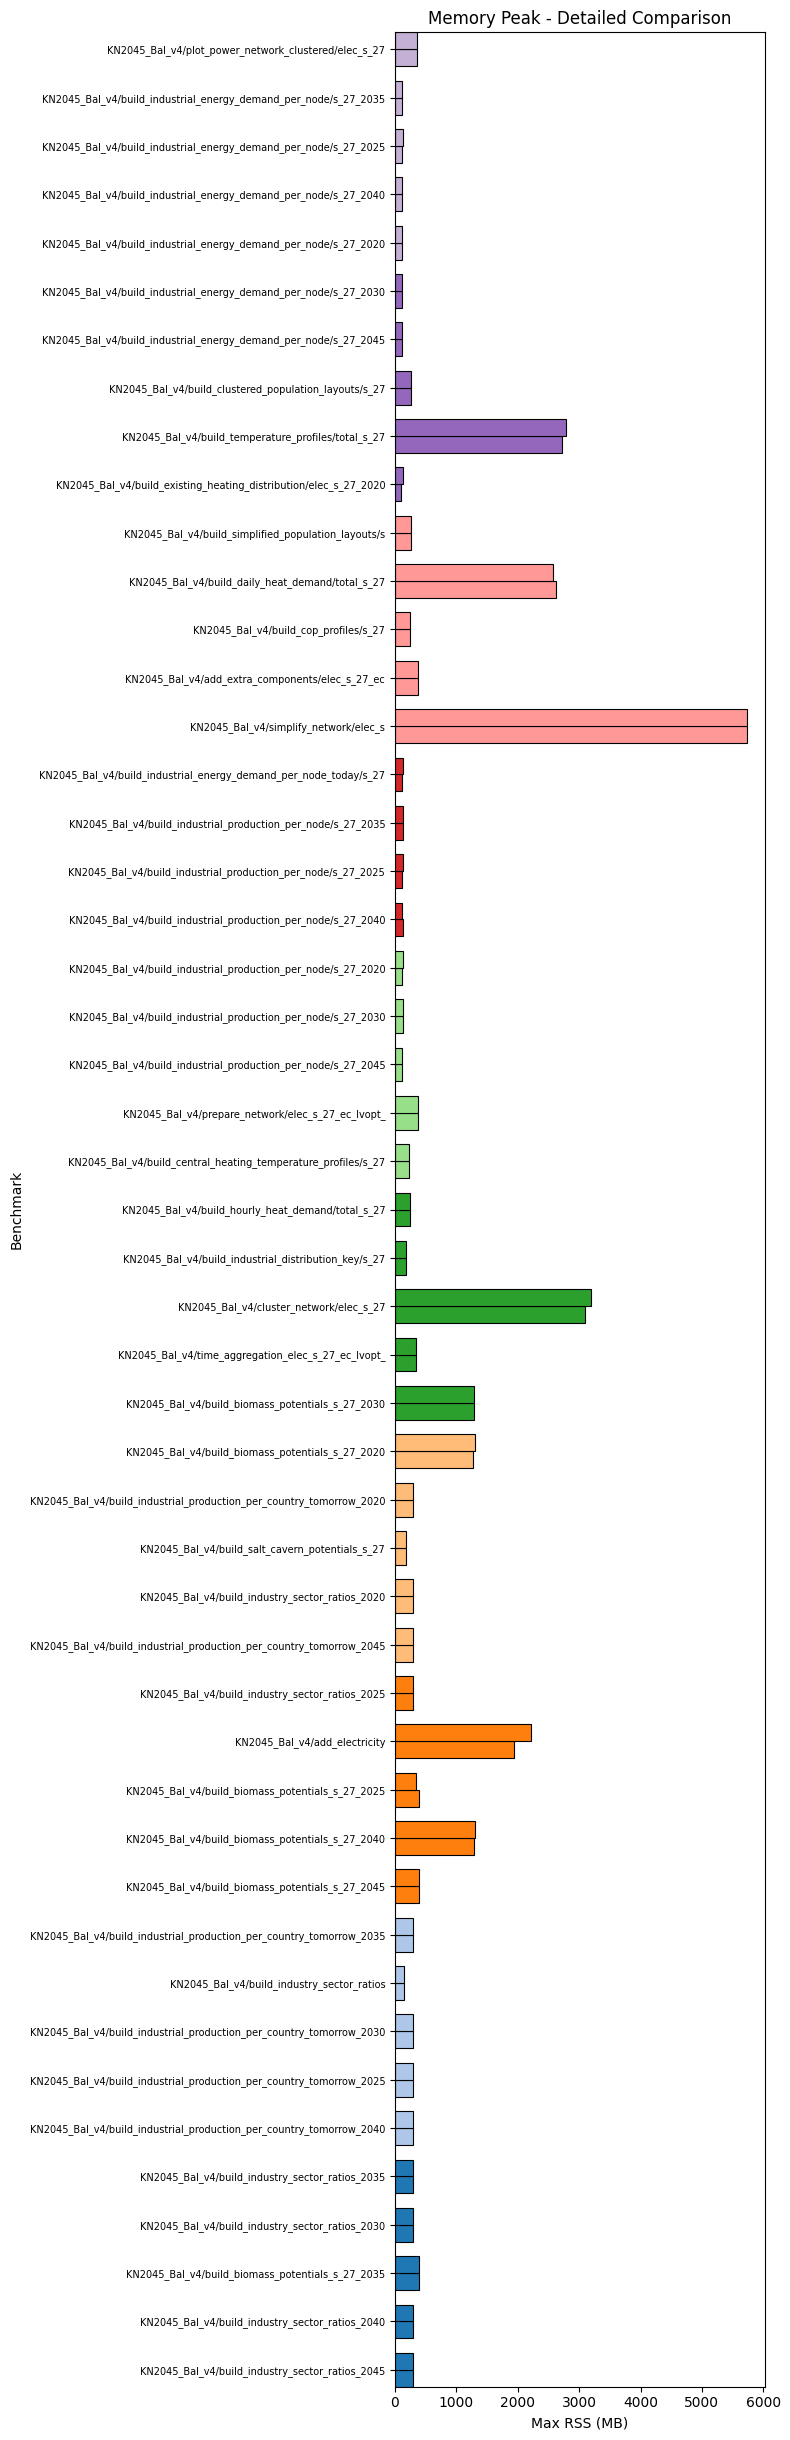 Memory Peak - Detailed Comparison
KN2045_Bal_v4/plot_power_network_clustered/elec_s_27
KN2045_Bal_v4/build_industrial_energy_demand_per_node/s_27_2035
KN2045_Bal_v4/build_industrial_energy_demand_per_node/s_27_2025
KN2045_Bal_v4/build_industrial_energy_demand_per_node/s_27_2040
KN2045_Bal_v4/build_industrial_energy_demand_per_node/s_27_2020
KN2045_Bal_v4/build_industrial_energy_demand_per_node/s_27_2030
KN2045_Bal_v4/build_industrial_energy_demand_per_node/s_27_2045
KN2045_Bal_v4/build_clustered_population_layouts/s_27
KN2045_Bal_v4/build_temperature_profiles/total_s_27
KN2045_Bal_v4/build_existing_heating_distribution/elec_s_27_2020
KN2045_Bal_v4/build_simplified_population_layouts/s
KN2045_Bal_v4/build_daily_heat_demand/total_s_27
KN2045_Bal_v4/build_cop_profiles/s_27
KN2045_Bal_v4/add_extra_components/elec_s_27_ec
KN2045_Bal_v4/simplify_network/elec_s
KN2045_Bal_v4/build_industrial_energy_demand_per_node_today/s_27
KN2045_Bal_v4/build_industrial_production_per_node/s_27_2035
KN2045_Bal_v4/build_industrial_production_per_node/s_27_2025
KN2045_Bal_v4/build_industrial_production_per_node/s_27_2040
KN2045_Bal_v4/build_industrial_production_per_node/s_27_2020
KN2045_Bal_v4/build_industrial_production_per_node/s_27_2030
KN2045_Bal_v4/build_industrial_production_per_node/s_27_2045
KN2045_Bal_v4/prepare_network/elec_s_27_ec_lvopt_
KN2045_Bal_v4/build_central_heating_temperature_profiles/s_27
KN2045_Bal_v4/build_hourly_heat_demand/total_s_27
KN2045_Bal_v4/build_industrial_distribution_key/s_27
KN2045_Bal_v4/cluster_network/elec_s_27
KN2045_Bal_v4/time_aggregation_elec_s_27_ec_lvopt_
KN2045_Bal_v4/build_biomass_potentials_s_27_2030
KN2045_Bal_v4/build_biomass_potentials_s_27_2020
KN2045_Bal_v4/build_industrial_production_per_country_tomorrow_2020
KN2045_Bal_v4/build_salt_cavern_potentials_s_27
KN2045_Bal_v4/build_industry_sector_ratios_2020
KN2045_Bal_v4/build_industrial_production_per_country_tomorrow_2045
KN2045_Bal_v4/build_industry_sector_ratios_2025
KN2045_Bal_v4/add_electricity
KN2045_Bal_v4/build_biomass_potentials_s_27_2025
KN2045_Bal_v4/build_biomass_potentials_s_27_2040
KN2045_Bal_v4/build_biomass_potentials_s_27_2045
KN2045_Bal_v4/build_industrial_production_per_country_tomorrow_2035
KN2045_Bal_v4/build_industry_sector_ratios
KN2045_Bal_v4/build_industrial_production_per_country_tomorrow_2030
KN2045_Bal_v4/build_industrial_production_per_country_tomorrow_2025
KN2045_Bal_v4/build_industrial_production_per_country_tomorrow_2040
KN2045_Bal_v4/build_industry_sector_ratios_2035
KN2045_Bal_v4/build_industry_sector_ratios_2030
KN2045_Bal_v4/build_biomass_potentials_s_27_2035
KN2045_Bal_v4/build_industry_sector_ratios_2040
KN2045_Bal_v4/build_industry_sector_ratios_2045
Benchmark
0 1000 2000 3000 4000 5000 6000
Max RSS (MB)